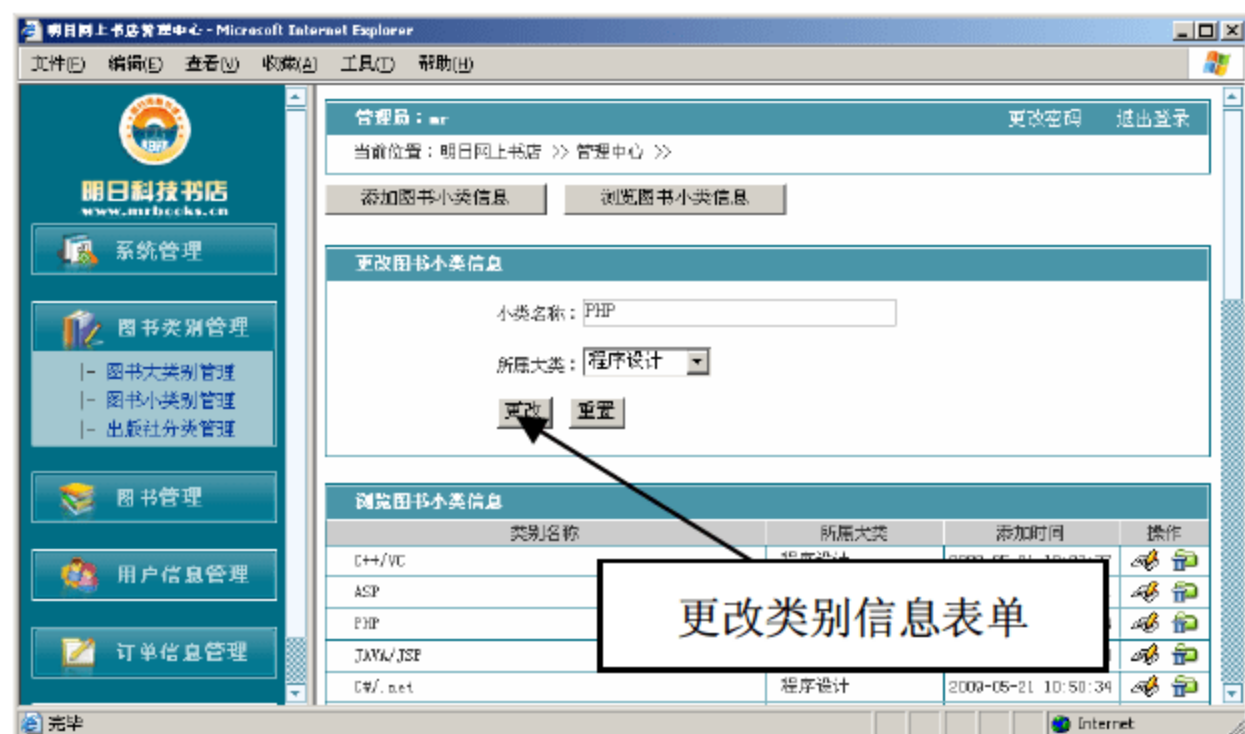 明日网上书店管理中心 - Microsoft Internet Explorer
文件(F) 编辑(E) 查看(V) 收藏(A) 工具(T) 帮助(H)
明日科技书店
www.mrbooks.cn
系统管理
图书类别管理
|- 图书大类别管理
|- 图书小类别管理
|- 出版社分类管理
图书管理
用户信息管理
订单信息管理
管理员：mr 更改密码 退出登录
当前位置：明日网上书店 >> 管理中心 >>
添加图书小类信息 浏览图书小类信息
更改图书小类信息
小类名称：PHP
所属大类：程序设计
更改 重置
浏览图书小类信息
类别名称 所属大类 添加时间 操作
C++/VC
ASP
PHP
JAVA/JSP
C#/.net 程序设计 2009-05-21 10:50:34
更改类别信息表单
完毕 Internet